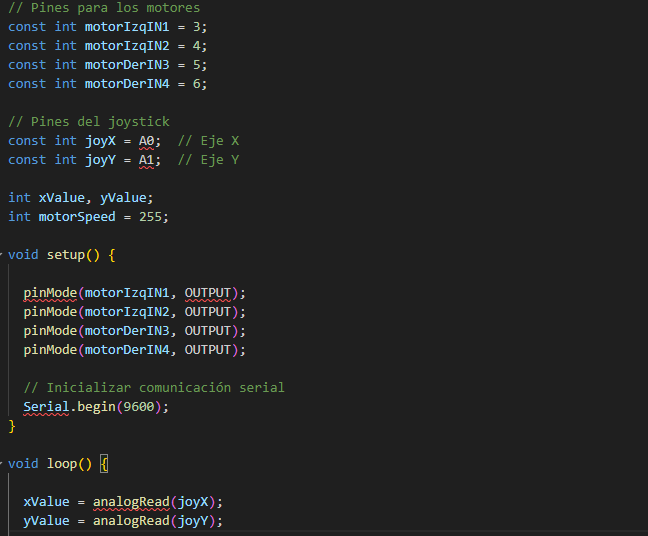 // Pines para los motores
const int motorIzqIN1 = 3;
const int motorIzqIN2 = 4;
const int motorDerIN3 = 5;
const int motorDerIN4 = 6;

// Pines del joystick
const int joyX = A0;  // Eje X
const int joyY = A1;  // Eje Y

int xValue, yValue;
int motorSpeed = 255;

void setup() {

  pinMode(motorIzqIN1, OUTPUT);
  pinMode(motorIzqIN2, OUTPUT);
  pinMode(motorDerIN3, OUTPUT);
  pinMode(motorDerIN4, OUTPUT);

  // Inicializar comunicación serial
  Serial.begin(9600);
}

void loop() {

  xValue = analogRead(joyX);
  yValue = analogRead(joyY);